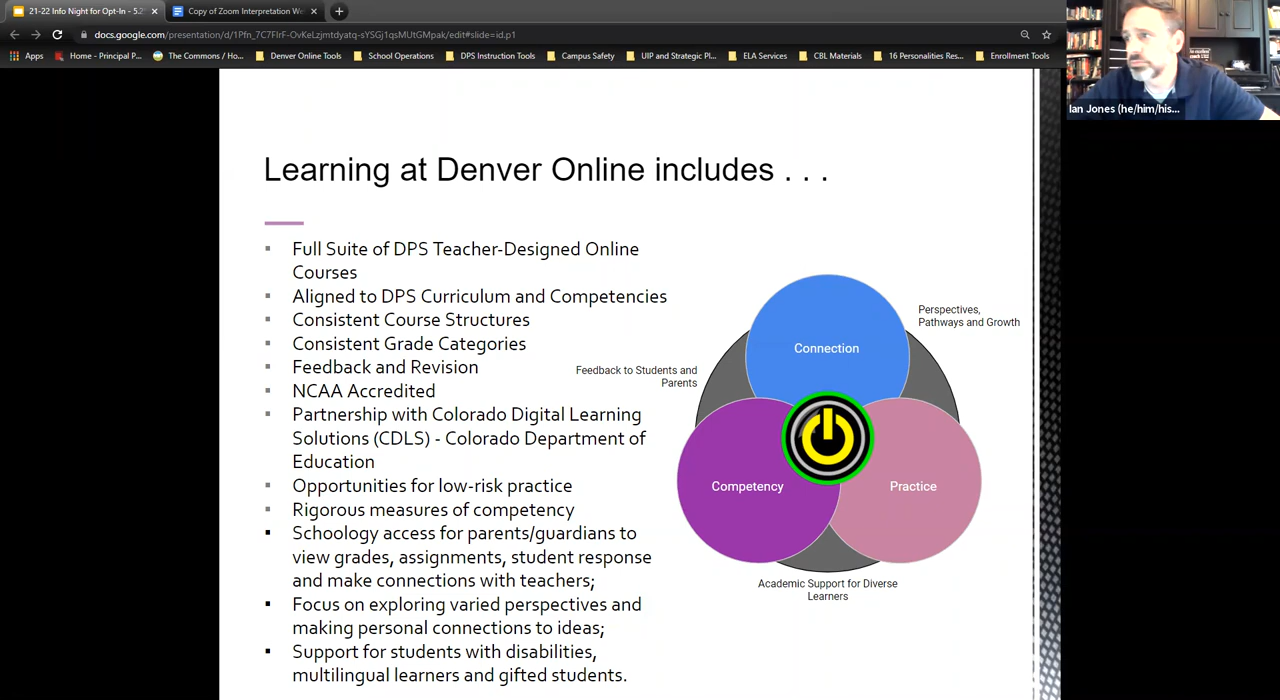 21-22 Info Night for Opt-In - 5.2
Copy of Zoom Interpretation We
docs.google.com/presentation/d/1Pfn_7C7FIrF-OvKeLzjmtdyatq-sYSGj1qsMUtGMpak/edit#slide=id.p1
Apps
Home - Principal P...
The Commons / Ho...
Denver Online Tools
School Operations
DPS Instruction Tools
Campus Safety
UIP and Strategic Pl...
ELA Services
CBL Materials
16 Personalities Res...
Enrollment Tools
Ian Jones (he/him/his...
Learning at Denver Online includes . . .
Full Suite of DPS Teacher-Designed Online
Courses
Aligned to DPS Curriculum and Competencies
Consistent Course Structures
Consistent Grade Categories
Feedback and Revision
NCAA Accredited
Partnership with Colorado Digital Learning
Solutions (CDLS) - Colorado Department of
Education
Opportunities for low-risk practice
Rigorous measures of competency
Schoology access for parents/guardians to
view grades, assignments, student response
and make connections with teachers;
Focus on exploring varied perspectives and
making personal connections to ideas;
Support for students with disabilities,
multilingual learners and gifted students.
Perspectives,
Pathways and Growth
Connection
Feedback to Students and
Parents
Competency
Practice
Academic Support for Diverse
Learners